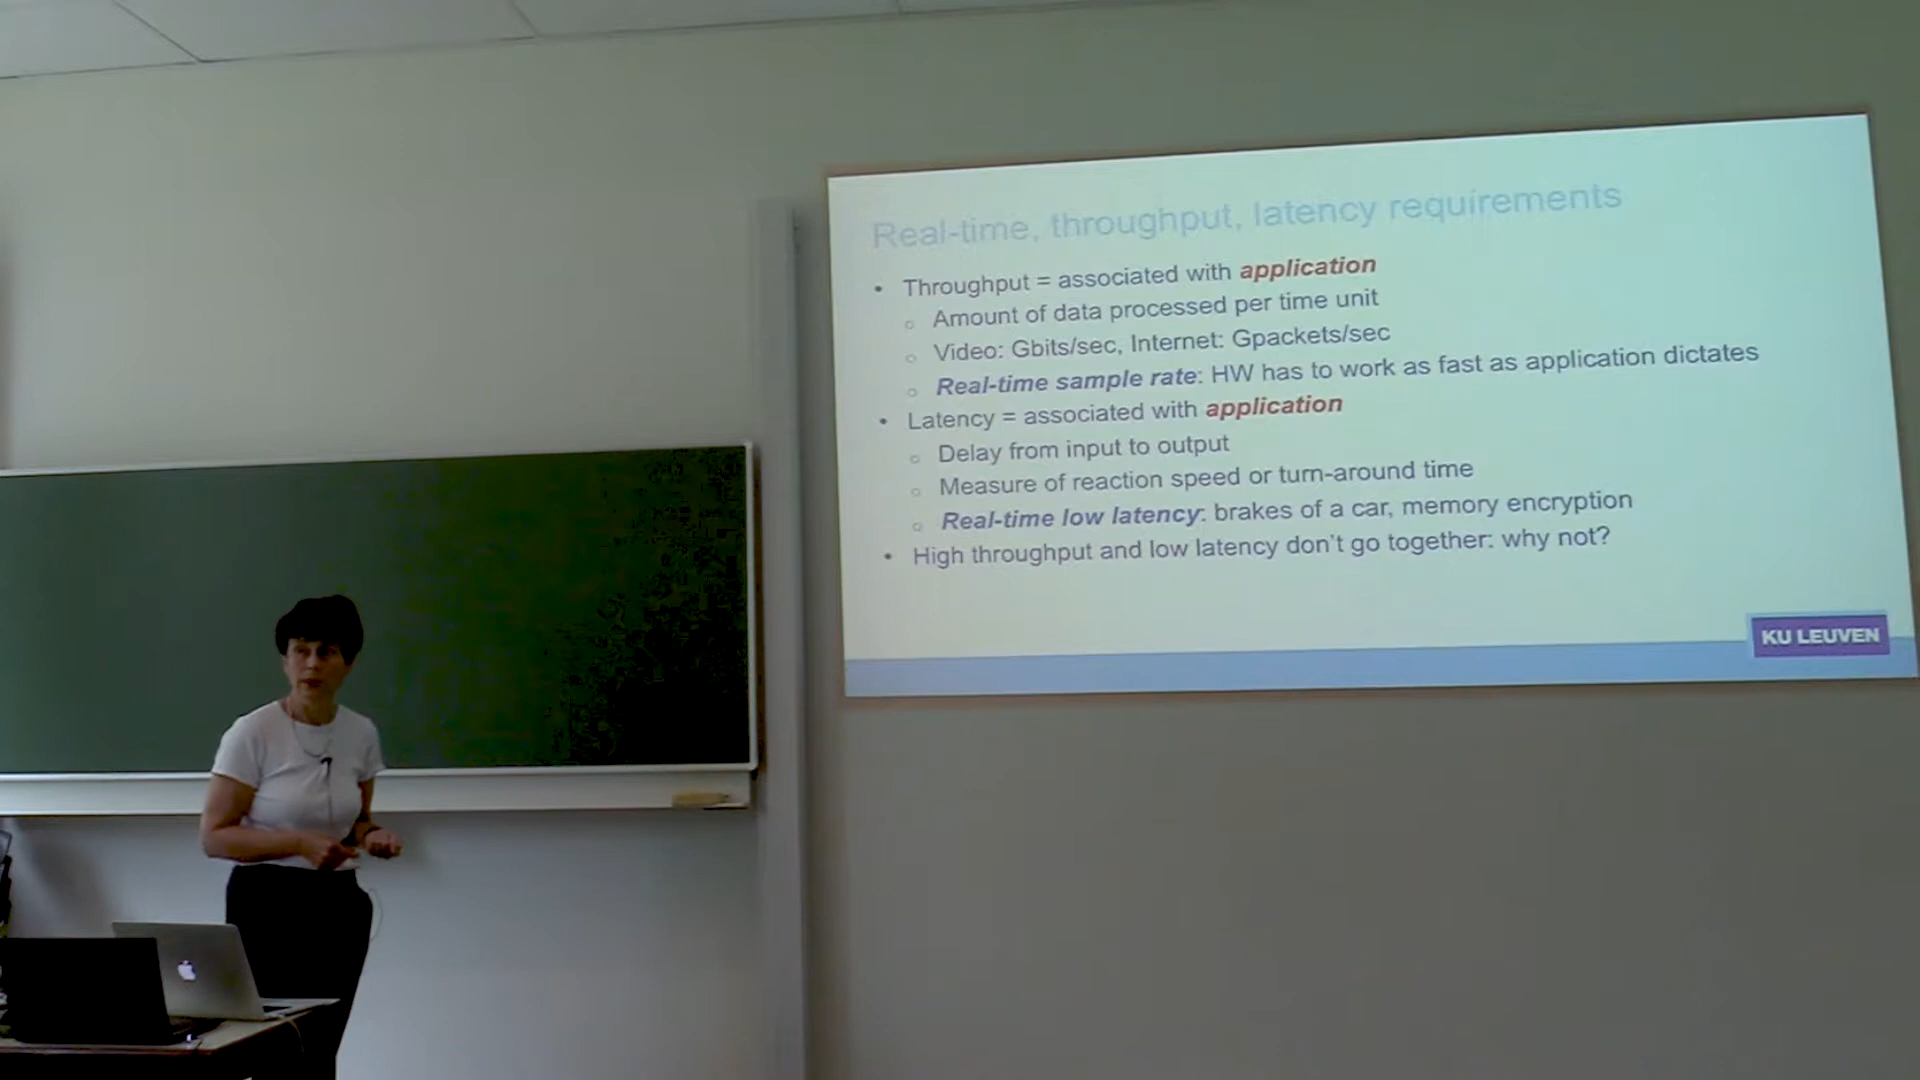 Real-time, throughput, latency requirements
• Throughput = associated with application
o Amount of data processed per time unit
o Video: Gbits/sec, Internet: Gpackets/sec
o Real-time sample rate: HW has to work as fast as application dictates
• Latency = associated with application
o Delay from input to output
o Measure of reaction speed or turn-around time
o Real-time low latency: brakes of a car, memory encryption
• High throughput and low latency don't go together: why not?
KU LEUVEN